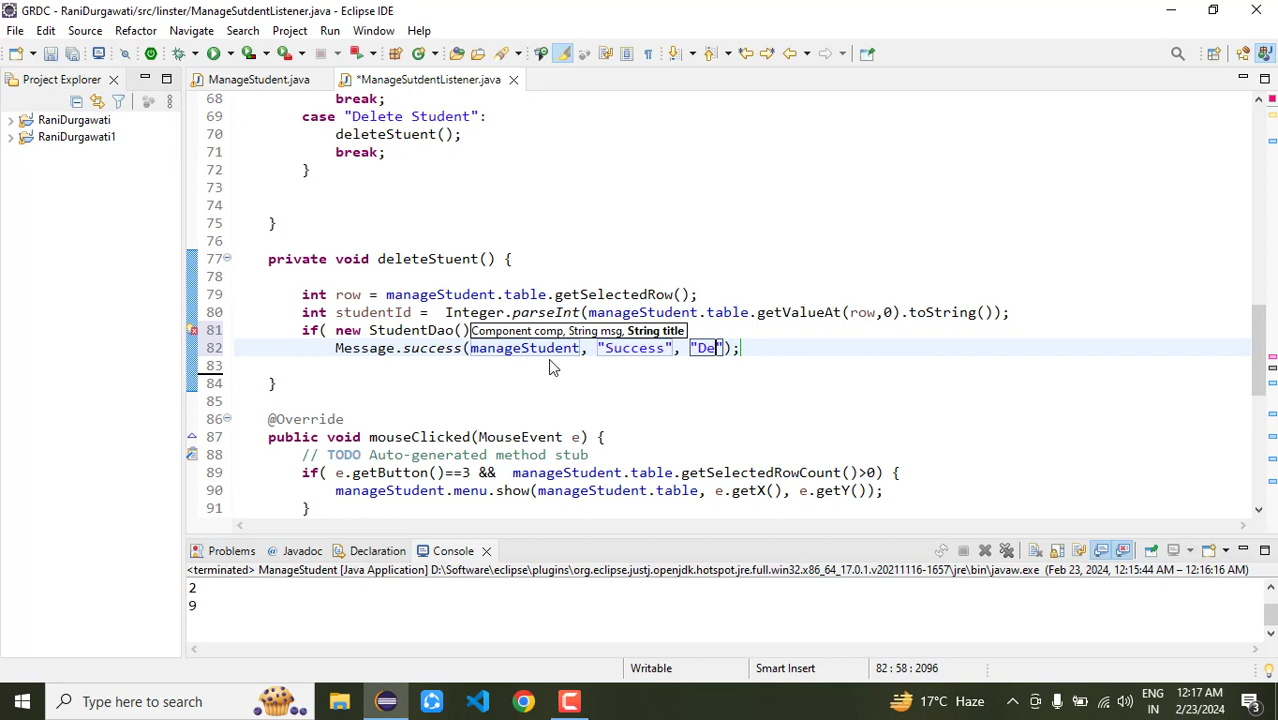 GRDC - RaniDurgawati/src/linster/ManageSutdentListener.java - Eclipse IDE
File Edit Source Refactor Navigate Search Project Run Window Help
Project Explorer
ManageStudent.java
*ManageSutdentListener.java
RaniDurgawati
RaniDurgawati1
68 break;
69 case "Delete Student":
70 deleteStuent();
71 break;
72 }
73
74
75 }
76
77 private void deleteStuent() {
78
79 int row = manageStudent.table.getSelectedRow();
80 int studentId = Integer.parseInt(manageStudent.table.getValueAt(row,0).toString());
81 if( new StudentDao()
Component comp, String msg, String title
82 Message.success(manageStudent, "Success", "De");
83
84 }
85
86 @Override
87 public void mouseClicked(MouseEvent e) {
88 // TODO Auto-generated method stub
89 if( e.getButton()==3 && manageStudent.table.getSelectedRowCount()>0) {
90 manageStudent.menu.show(manageStudent.table, e.getX(), e.getY());
91 }
Problems Javadoc Declaration Console
<terminated> ManageStudent [Java Application] D:\Software\eclipse\plugins\org.eclipse.justj.openjdk.hotspot.jre.full.win32.x86_64_17.0.1.v20211116-1657\jre\bin\javaw.exe (Feb 23, 2024, 12:15:44 AM – 12:16:16 AM)
2
9
Writable Smart Insert 82 : 58 : 2096
Type here to search
17°C Haze
ENG
IN
12:17 AM
2/23/2024
3